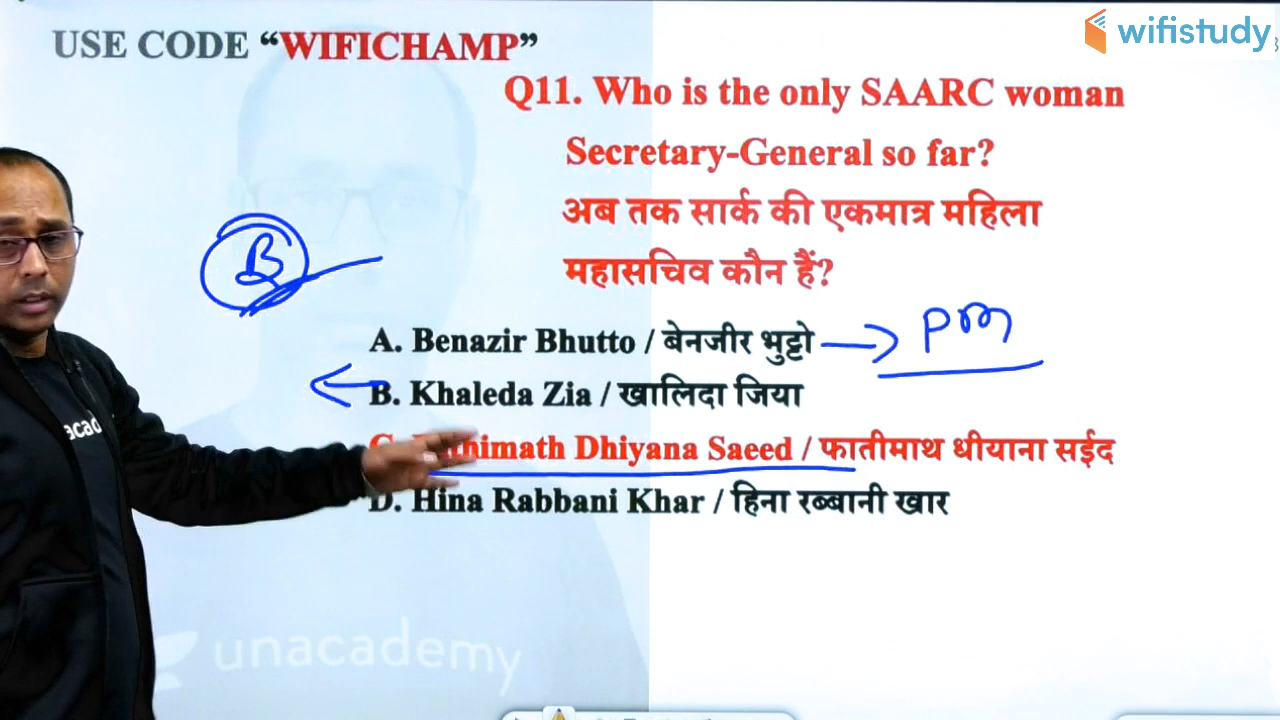 USE CODE “WIFICHAMP”
wifistudy
Q11. Who is the only SAARC woman
Secretary-General so far?
अब तक सार्क की एकमात्र महिला
महासचिव कौन हैं?
B
A. Benazir Bhutto / बेनजीर भुट्टो
PM
B. Khaleda Zia / खालिदा जिया
Dhiyana Saeed / फातीमाथ धीयाना सईद
D. Hina Rabbani Khar / हिना रब्बानी खार
unacademy